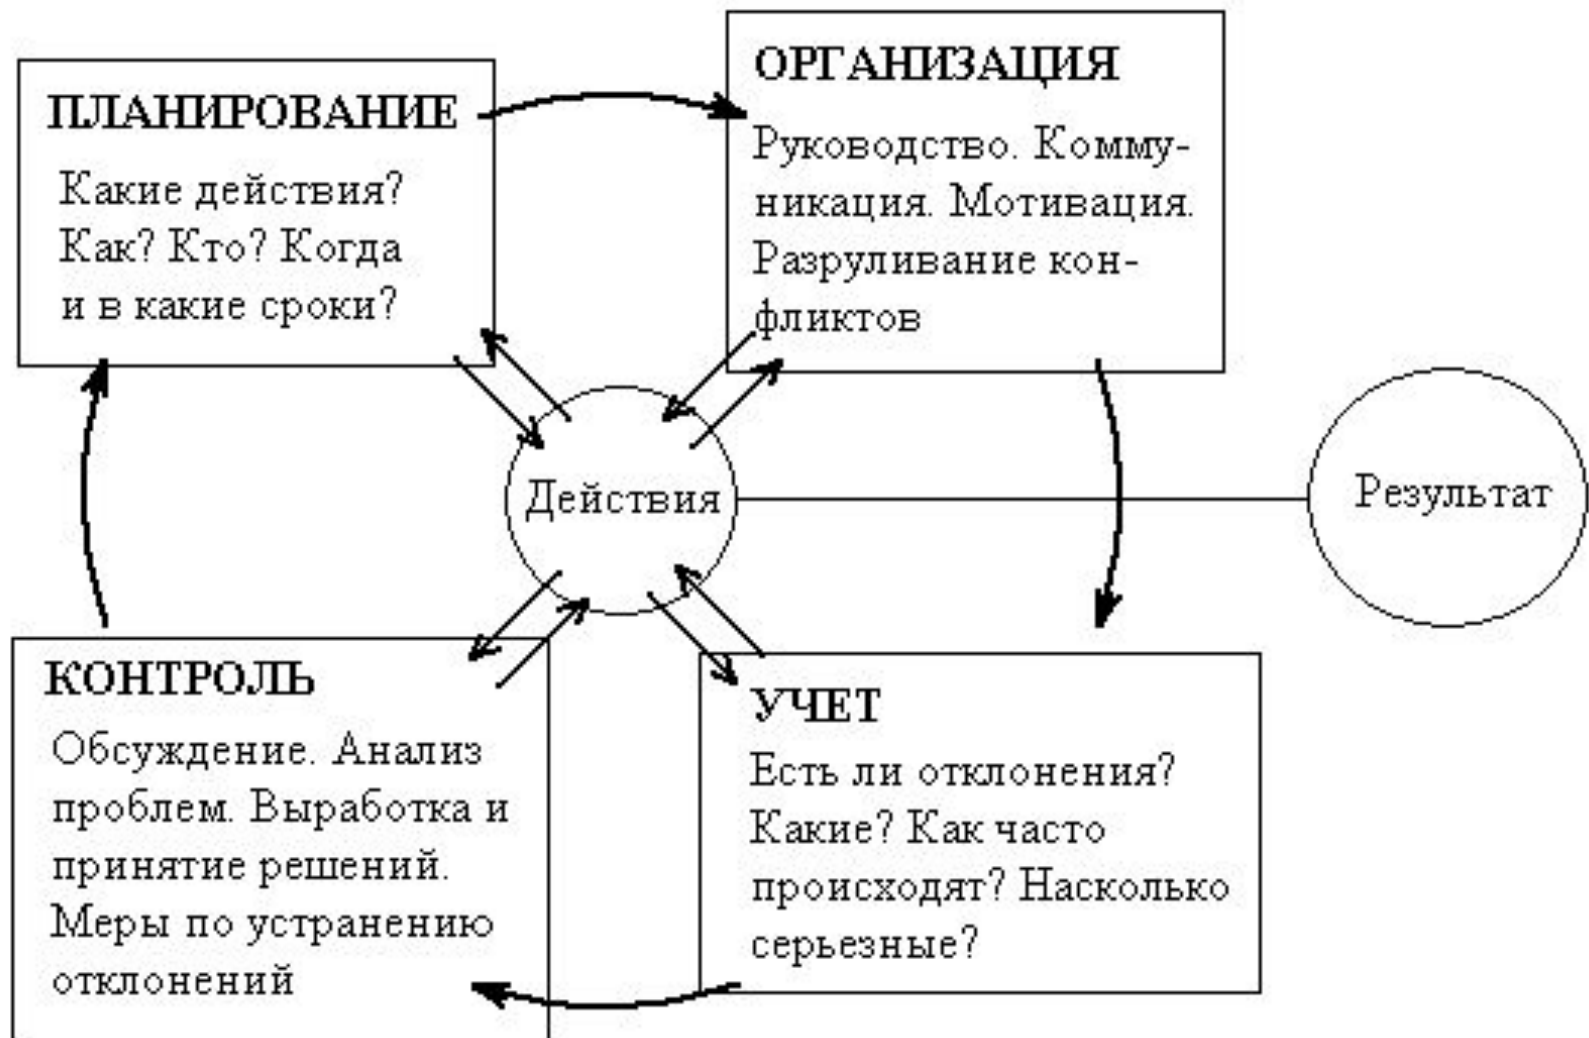 ПЛАНИРОВАНИЕ
Какие действия?
Как? Кто? Когда
и в какие сроки?
ОРГАНИЗАЦИЯ
Руководство. Комму-
никация. Мотивация.
Разруливание кон-
фликтов
Действия
Результат
КОНТРОЛЬ
Обсуждение. Анализ
проблем. Выработка и
принятие решений.
Меры по устранению
отклонений
УЧЕТ
Есть ли отклонения?
Какие? Как часто
происходят? Насколько
серьезные?